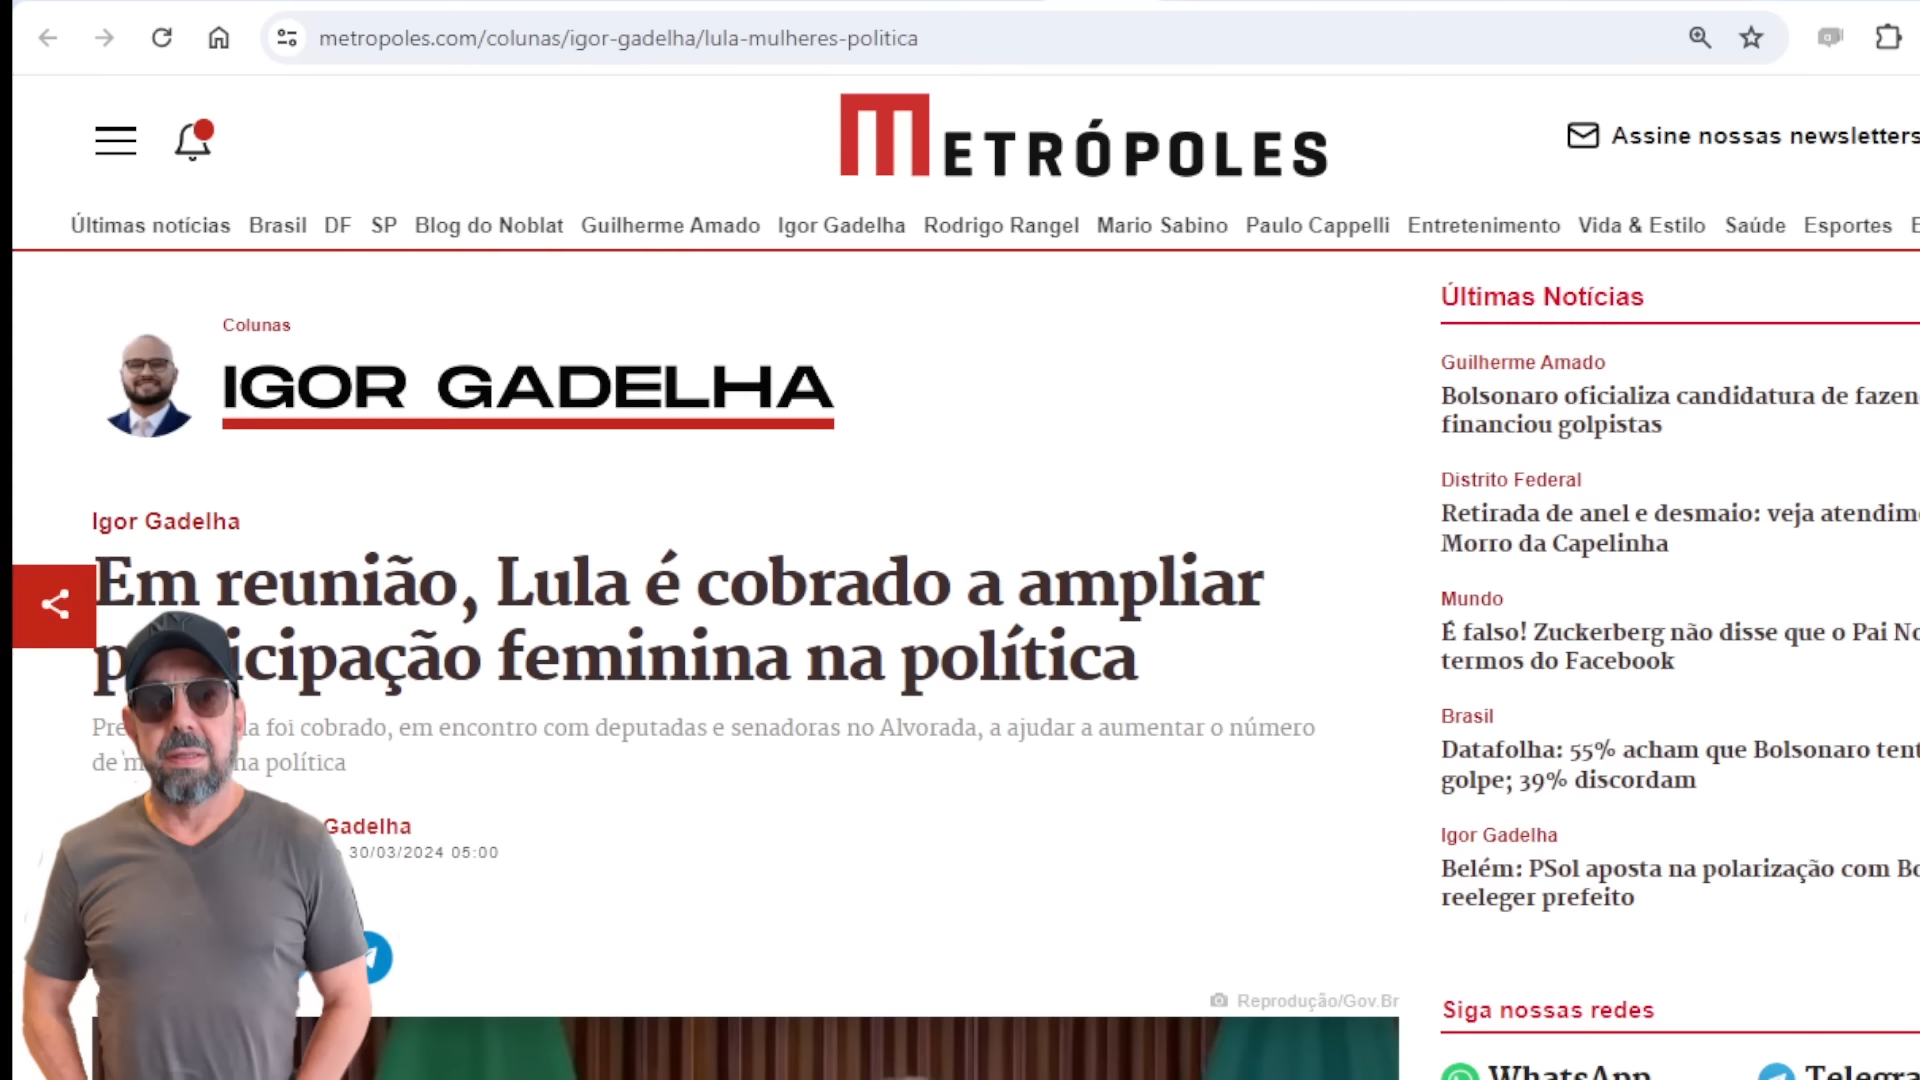 metropoles.com/colunas/igor-gadelha/lula-mulheres-politica
METRÓPOLES
Assine nossas newsletters
Últimas notícias Brasil DF SP Blog do Noblat Guilherme Amado Igor Gadelha Rodrigo Rangel Mario Sabino Paulo Cappelli Entretenimento Vida & Estilo Saúde Esportes
Colunas
IGOR GADELHA
Igor Gadelha
Em reunião, Lula é cobrado a ampliar
icipação feminina na política
foi cobrado, em encontro com deputadas e senadoras no Alvorada, a ajudar a aumentar o número
de na política
Gadelha
30/03/2024 05:00
Reprodução/Gov.Br
Últimas Notícias
Guilherme Amado
Bolsonaro oficializa candidatura de
financiou golpistas
Distrito Federal
Retirada de anel e desmaio: veja
Morro da Capelinha
Mundo
É falso! Zuckerberg não disse que o Pai
termos do Facebook
Brasil
Datafolha: 55% acham que Bolsonaro
golpe; 39% discordam
Igor Gadelha
Belém: PSol aposta na polarização com
reeleger prefeito
Siga nossas redes
WhatsApp Telegra